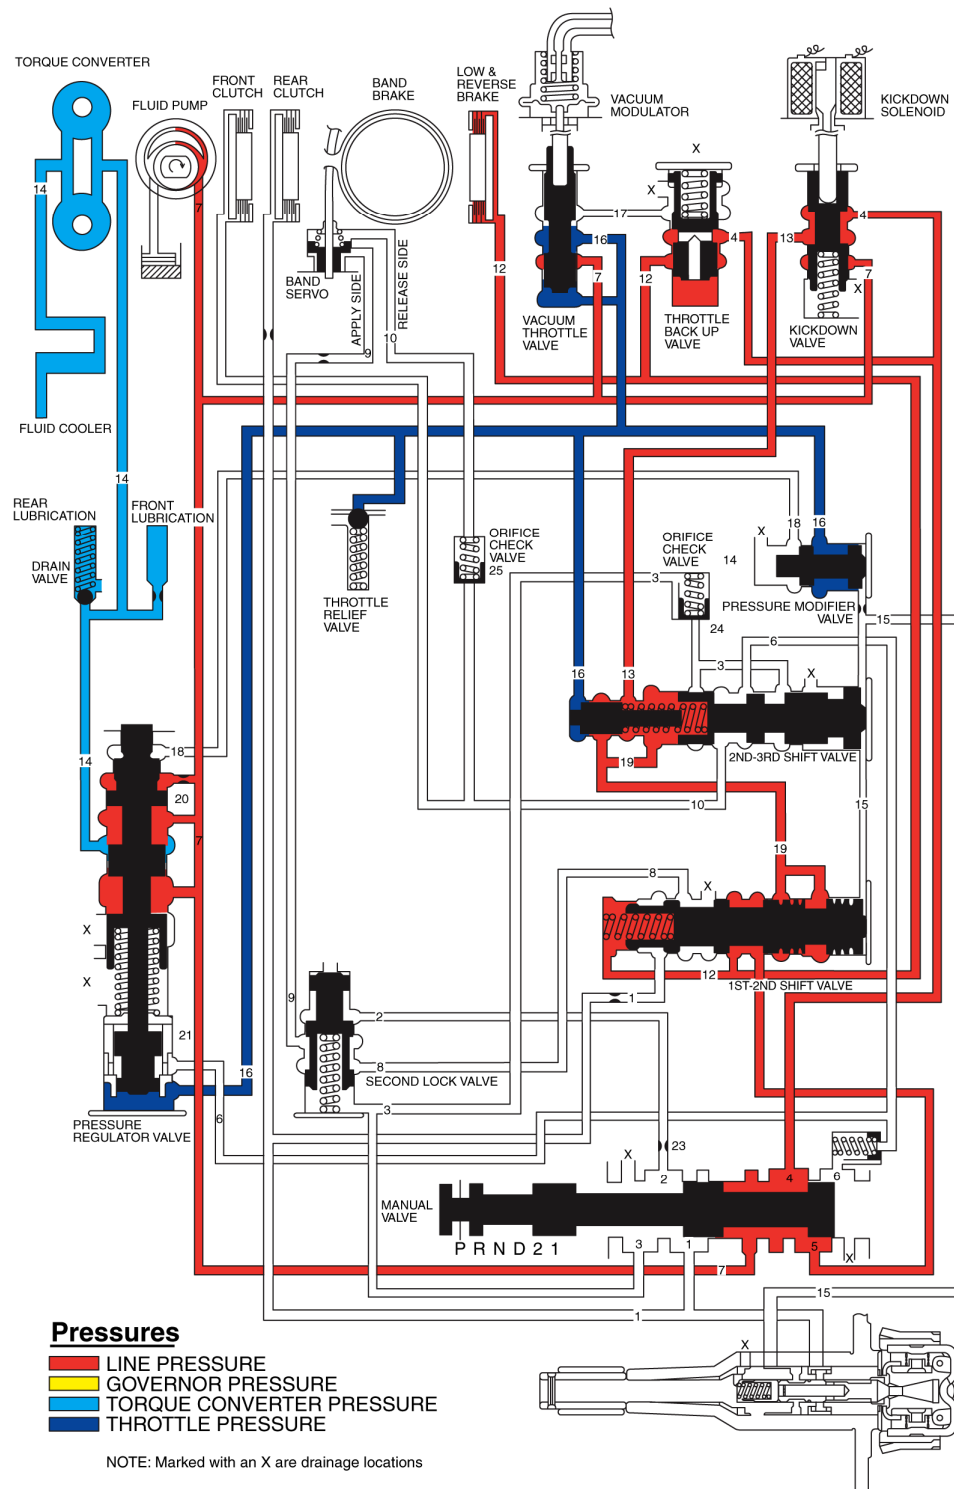 TORQUE CONVERTER
FLUID PUMP
FRONT
CLUTCH
REAR
CLUTCH
BAND
BRAKE
LOW &
REVERSE
BRAKE
VACUUM
MODULATOR
KICKDOWN
SOLENOID
X
X
14
7
17
16
4
4
13
7
7
12
12
X
BAND
SERVO
APPLY SIDE
RELEASE SIDE
9
10
VACUUM
THROTTLE
VALVE
THROTTLE
BACK UP
VALVE
KICKDOWN
VALVE
FLUID COOLER
14
REAR
LUBRICATION
FRONT
LUBRICATION
DRAIN
VALVE
THROTTLE
RELIEF
VALVE
ORIFICE
CHECK
VALVE
25
ORIFICE
CHECK
VALVE
14
3
24
X
18
16
PRESSURE MODIFIER
VALVE
15
6
3
X
16
13
2ND-3RD SHIFT VALVE
19
10
15
19
18
14
20
7
X
X
21
16
6
PRESSURE
REGULATOR VALVE
8
X
12
1ST-2ND SHIFT VALVE
1
9
2
8
SECOND LOCK VALVE
3
23
X
2
4
6
MANUAL
VALVE
P R N D 2 1
3
1
5
X
7
15
1
X
Pressures
LINE PRESSURE
GOVERNOR PRESSURE
TORQUE CONVERTER PRESSURE
THROTTLE PRESSURE
NOTE: Marked with an X are drainage locations